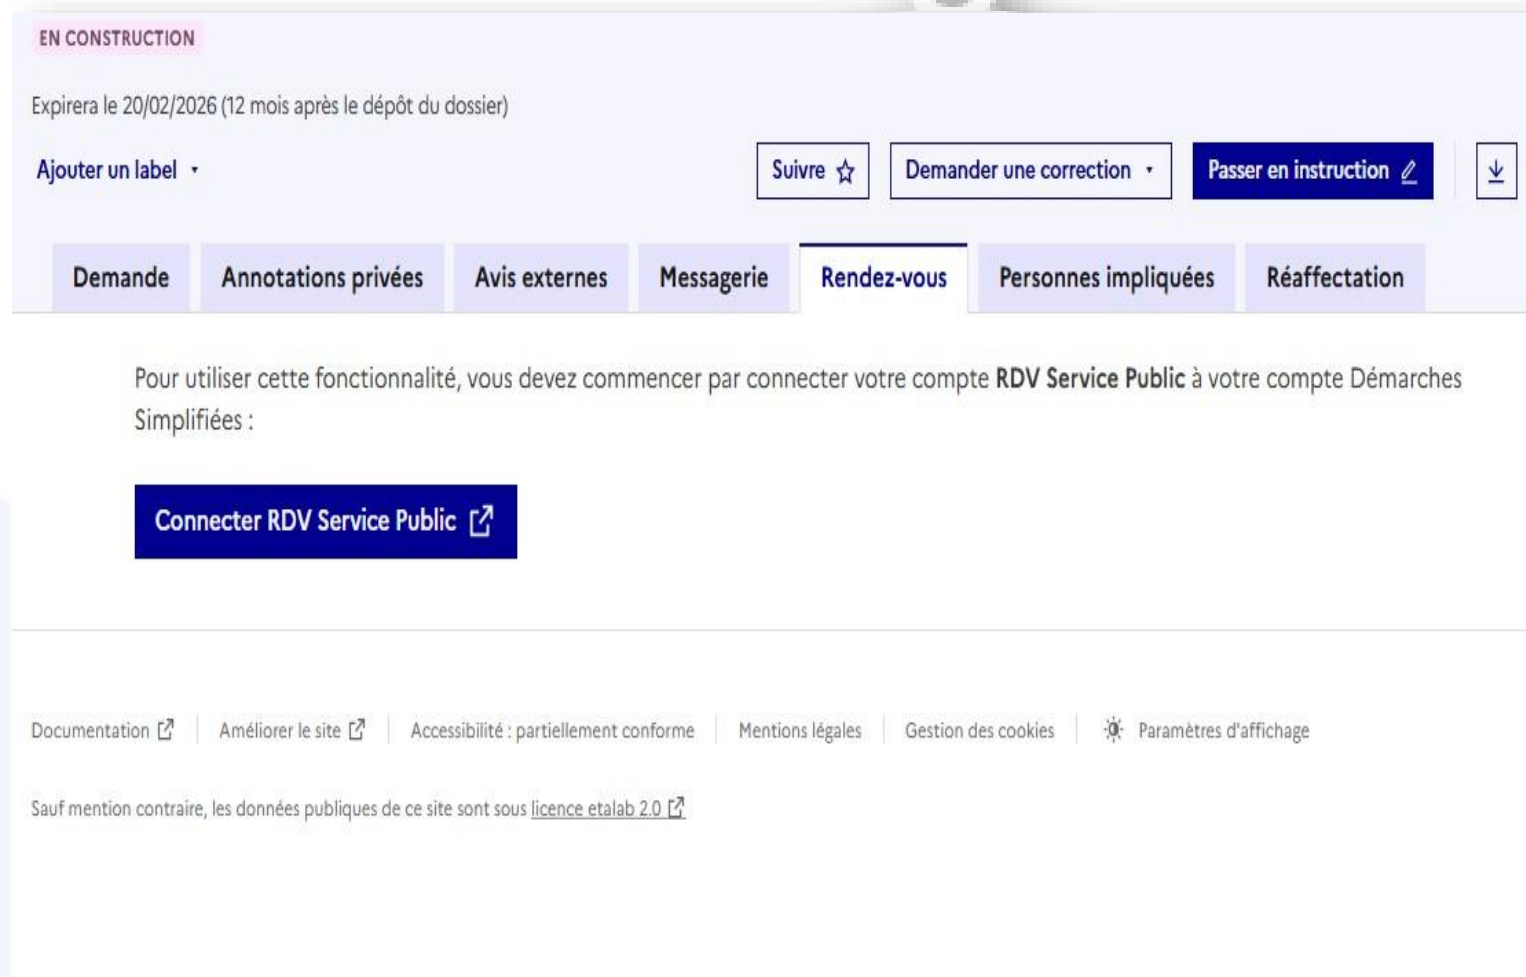 EN CONSTRUCTION
Expirera le 20/02/2026 (12 mois après le dépôt du dossier)
Ajouter un label
Suivre
Demander une correction
Passer en instruction
Demande
Annotations privées
Avis externes
Messagerie
Rendez-vous
Personnes impliquées
Réaffectation
Pour utiliser cette fonctionnalité, vous devez commencer par connecter votre compte RDV Service Public à votre compte Démarches
Simplifiées :
Connecter RDV Service Public
Documentation
Améliorer le site
Accessibilité : partiellement conforme
Mentions légales
Gestion des cookies
Paramètres d'affichage
Sauf mention contraire, les données publiques de ce site sont sous licence etalab 2.0